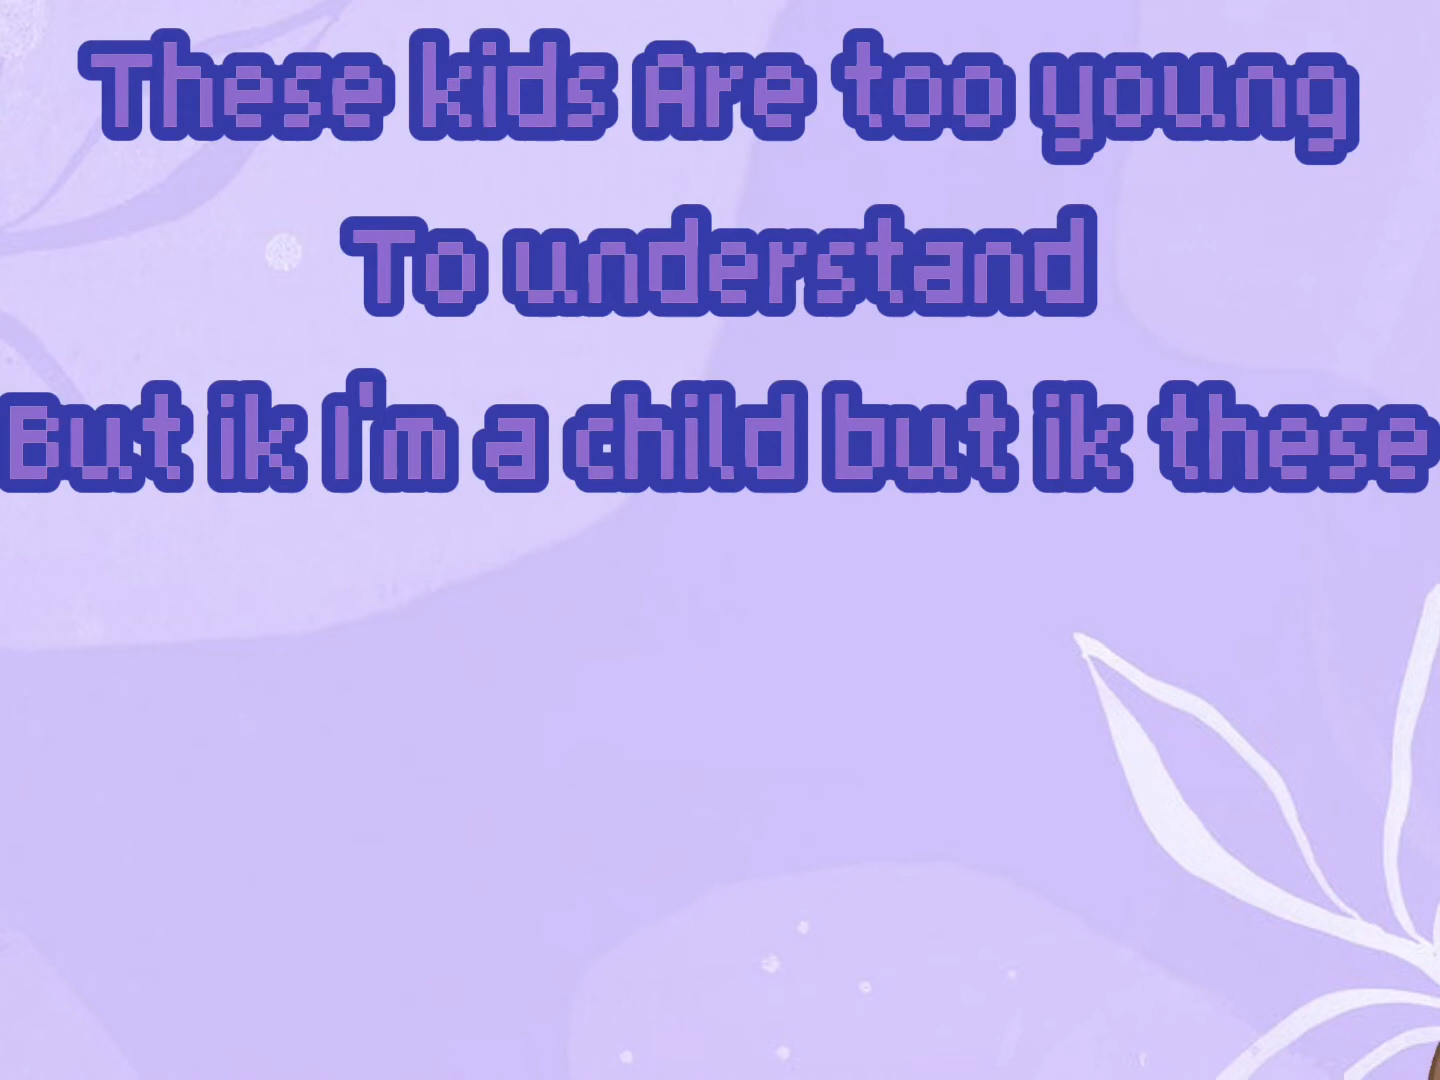 These kids Are too young
To understand
But ik I'm a child but ik these